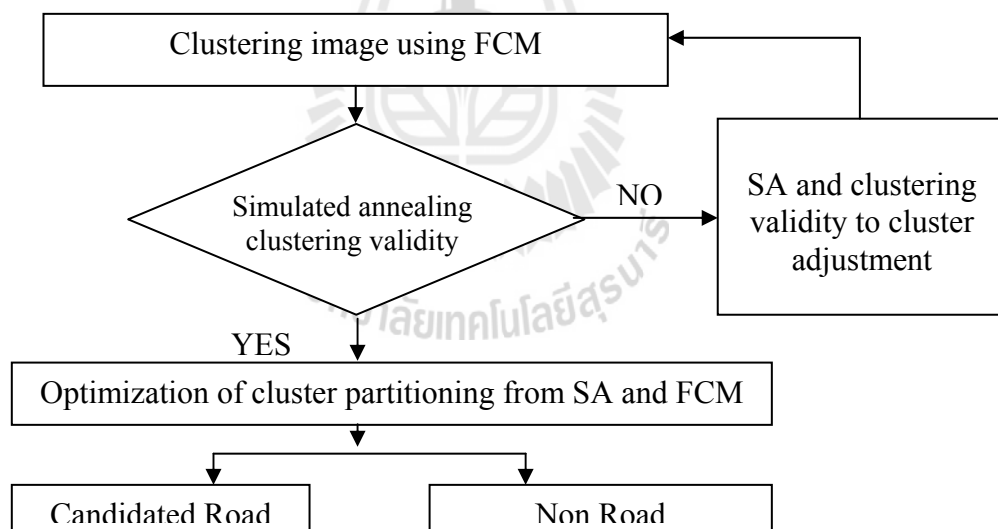 Clustering image using FCM
Simulated annealing
clustering validity
NO
SA and clustering
validity to cluster
adjustment
YES
Optimization of cluster partitioning from SA and FCM
Candidated Road
Non Road